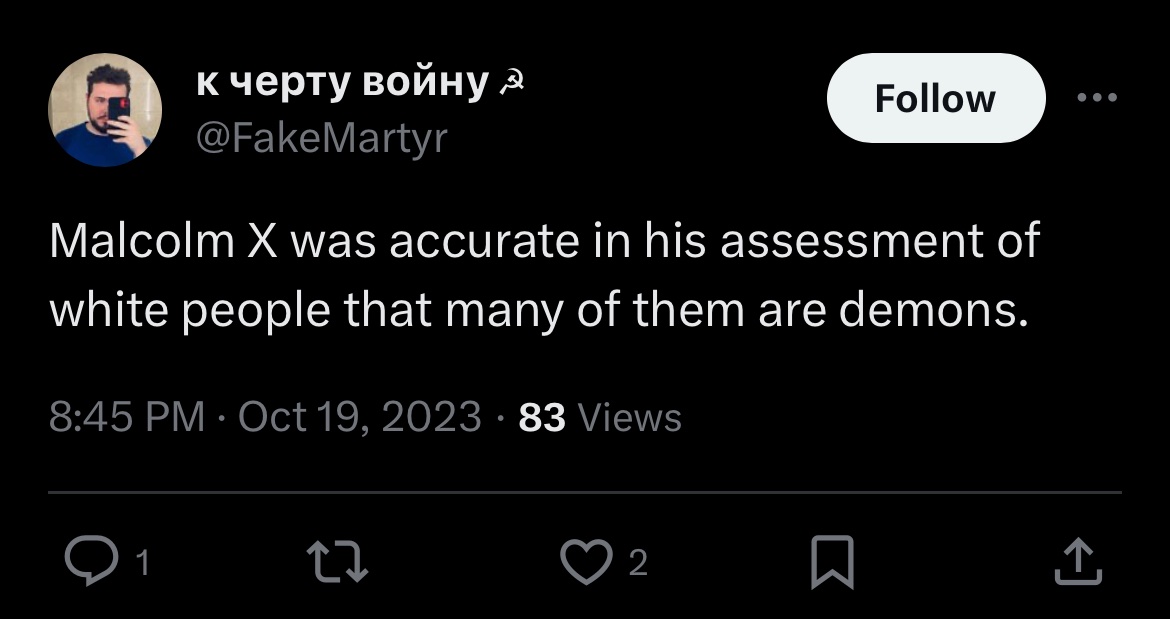 к черту войну ☭
@FakeMartyr
Follow
Malcolm X was accurate in his assessment of
white people that many of them are demons.
8:45 PM · Oct 19, 2023 · 83 Views
1
2